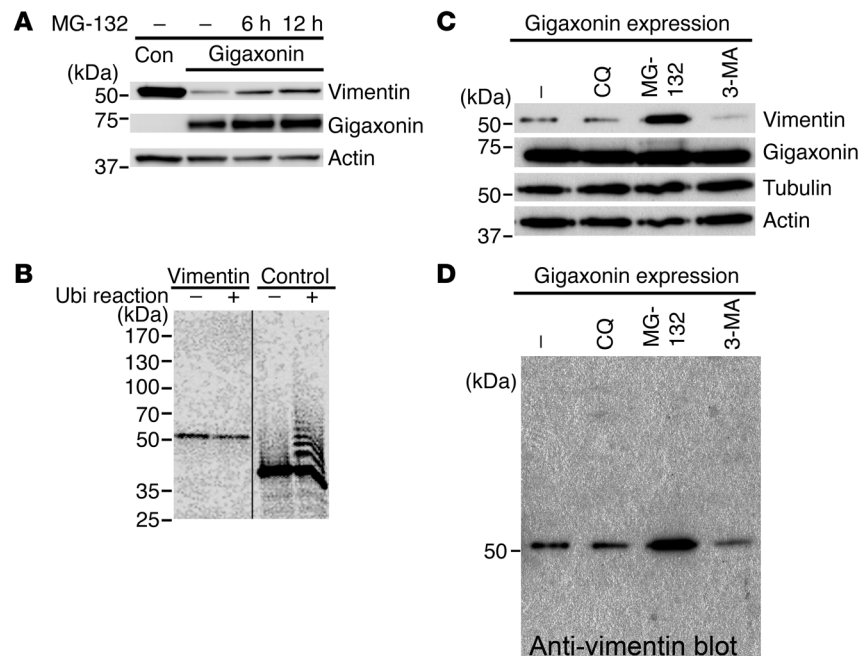 A
MG-132 – – 6 h 12 h
Con Gigaxonin
(kDa)
50 Vimentin
75 Gigaxonin
37 Actin
B
Vimentin Control
Ubi reaction – + – +
(kDa)
170
130
100
70
50
35
25
C
Gigaxonin expression
– CQ MG-132 3-MA
(kDa)
50 Vimentin
75 Gigaxonin
50 Tubulin
37 Actin
D
Gigaxonin expression
– CQ MG-132 3-MA
(kDa)
50
Anti-vimentin blot